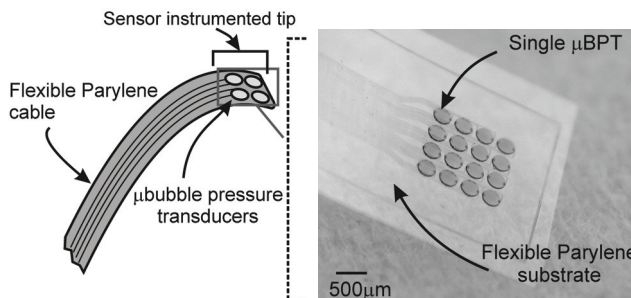 Sensor instrumented tip
Flexible Parylene
cable
μbubble pressure
transducers
Single μBPT
Flexible Parylene
substrate
500μm